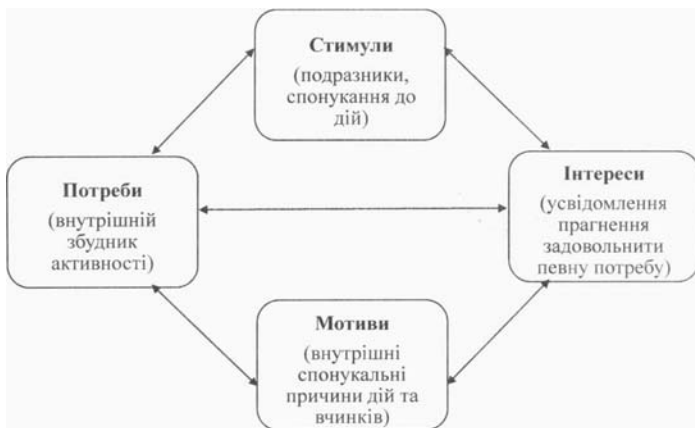 Стимули
(подразники,
спонукання до
дій)
Потреби
(внутрішній
збудник
активності)
Інтереси
(усвідомлення
прагнення
задовольнити
певну потребу)
Мотиви
(внутрішні
спонукальні
причини дій та
вчинків)